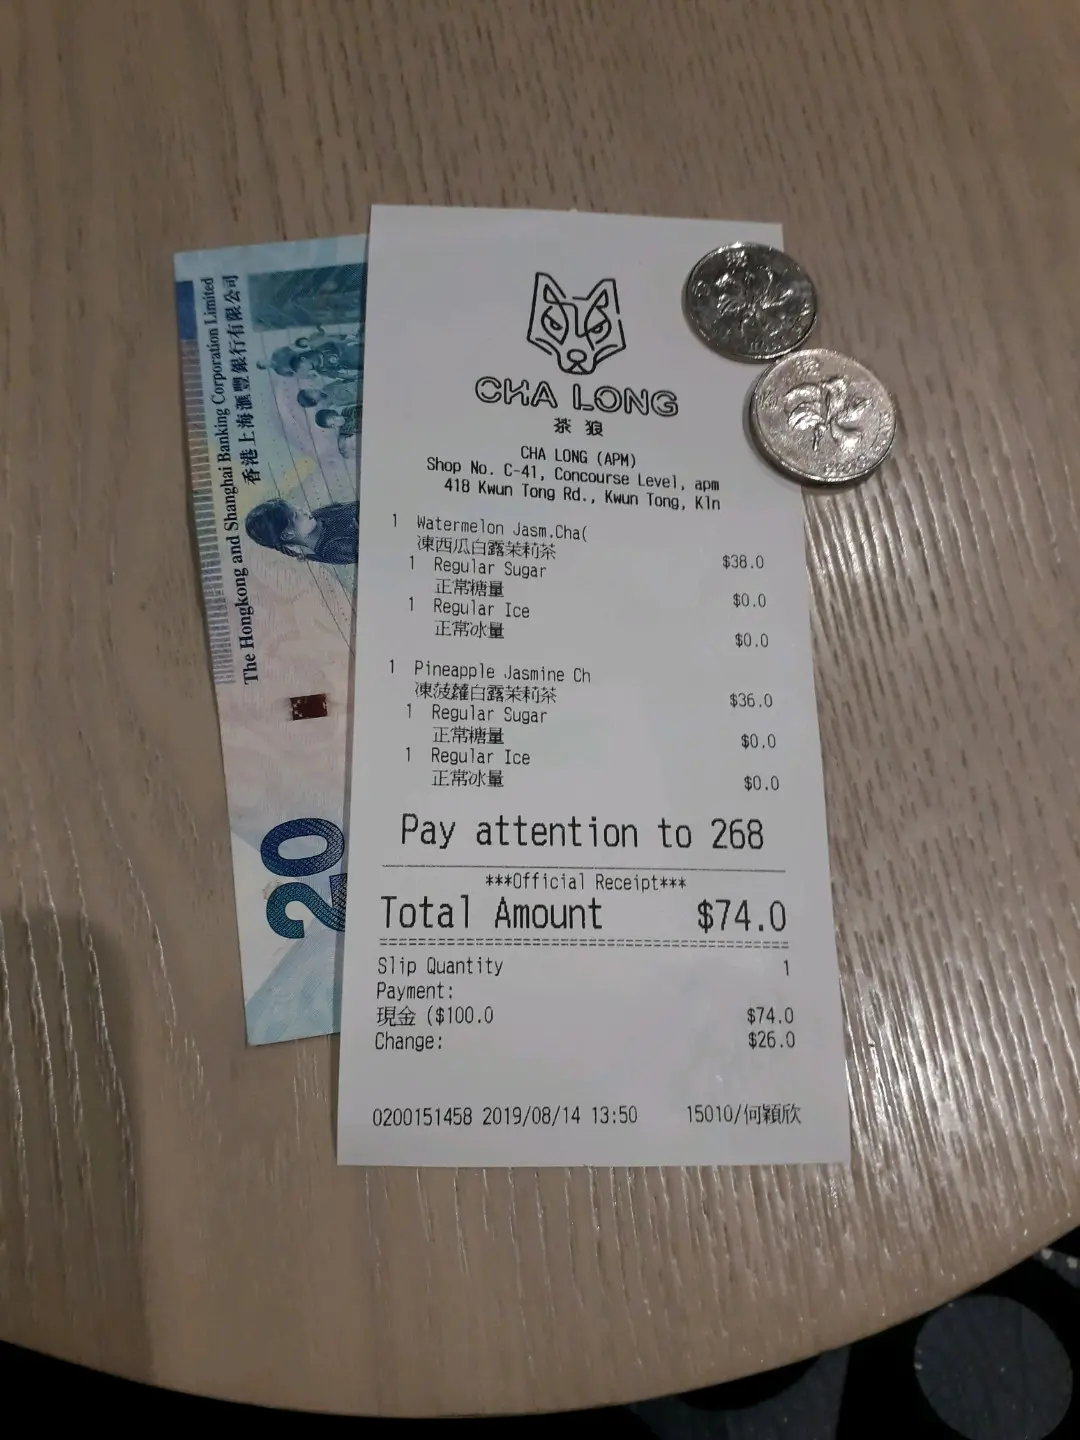 The Hongkong and Shanghai Banking Corporation Limited
香港上海滙豐銀行有限公司
20
CHA LONG
茶狼
CHA LONG (APM)
Shop No. C-41, Concourse Level, apm
418 Kwun Tong Rd., Kwun Tong, Kln
1 Watermelon Jasm.Cha(
凍西瓜白露茉莉茶 $38.0
1 Regular Sugar
正常糖量 $0.0
1 Regular Ice
正常冰量 $0.0
1 Pineapple Jasmine Ch
凍菠蘿白露茉莉茶 $36.0
1 Regular Sugar
正常糖量 $0.0
1 Regular Ice
正常冰量 $0.0
Pay attention to 268
***Official Receipt***
Total Amount $74.0
Slip Quantity 1
Payment:
現金 ($100.0 $74.0
Change: $26.0
0200151458 2019/08/14 13:50 15010/何穎欣